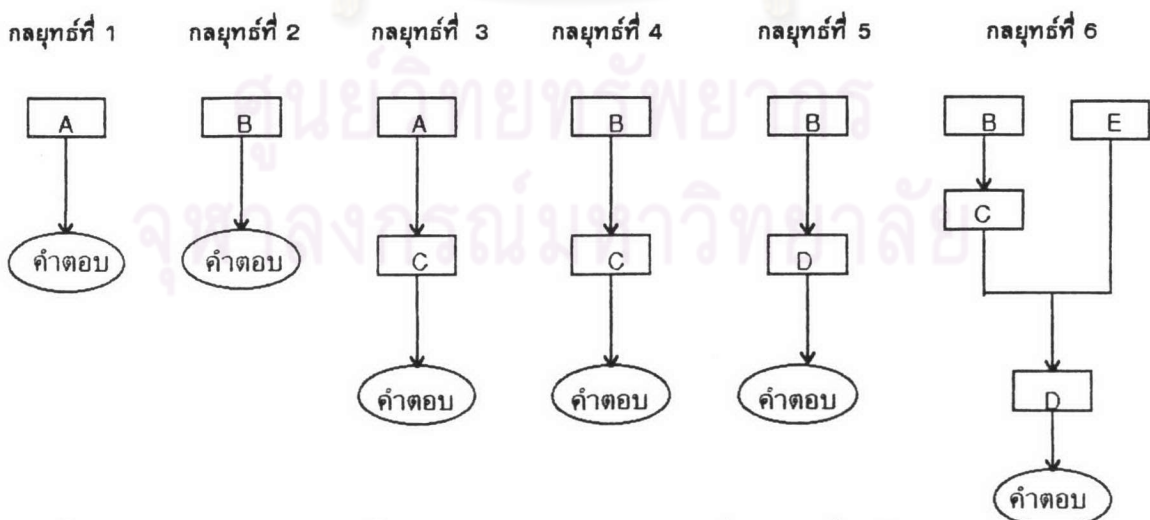 กลยุทธ์ที่ 1 กลยุทธ์ที่ 2 กลยุทธ์ที่ 3 กลยุทธ์ที่ 4 กลยุทธ์ที่ 5 กลยุทธ์ที่ 6
ศูนย์วิทยทรัพยากร
A B A B B B E
จุฬาลงกรณ์มหาวิทยาลัย
C
คำตอบ คำตอบ C C D
คำตอบ คำตอบ คำตอบ D
คำตอบ